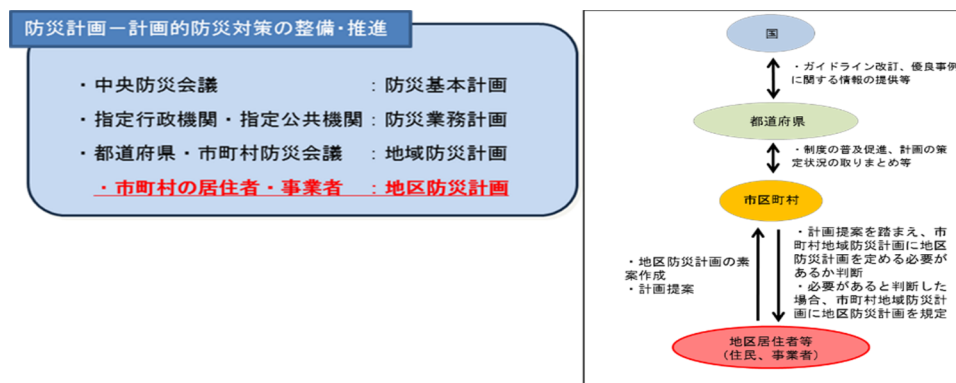 防災計画－計画的防災対策の整備・推進
・中央防災会議　　　　　　　：防災基本計画
・指定行政機関・指定公共機関：防災業務計画
・都道府県・市町村防災会議　：地域防災計画
・市町村の居住者・事業者　：地区防災計画
国
・ガイドライン改訂、優良事例
に関する情報の提供等
都道府県
・制度の普及促進、計画の策
定状況の取りまとめ等
市区町村
・地区防災計画の素
案作成
・計画提案
・計画提案を踏まえ、市
町村地域防災計画に地区
防災計画を定める必要が
あるか判断
・必要があると判断した
場合、市町村地域防災計
画に地区防災計画を規定
地区居住者等
（住民、事業者）